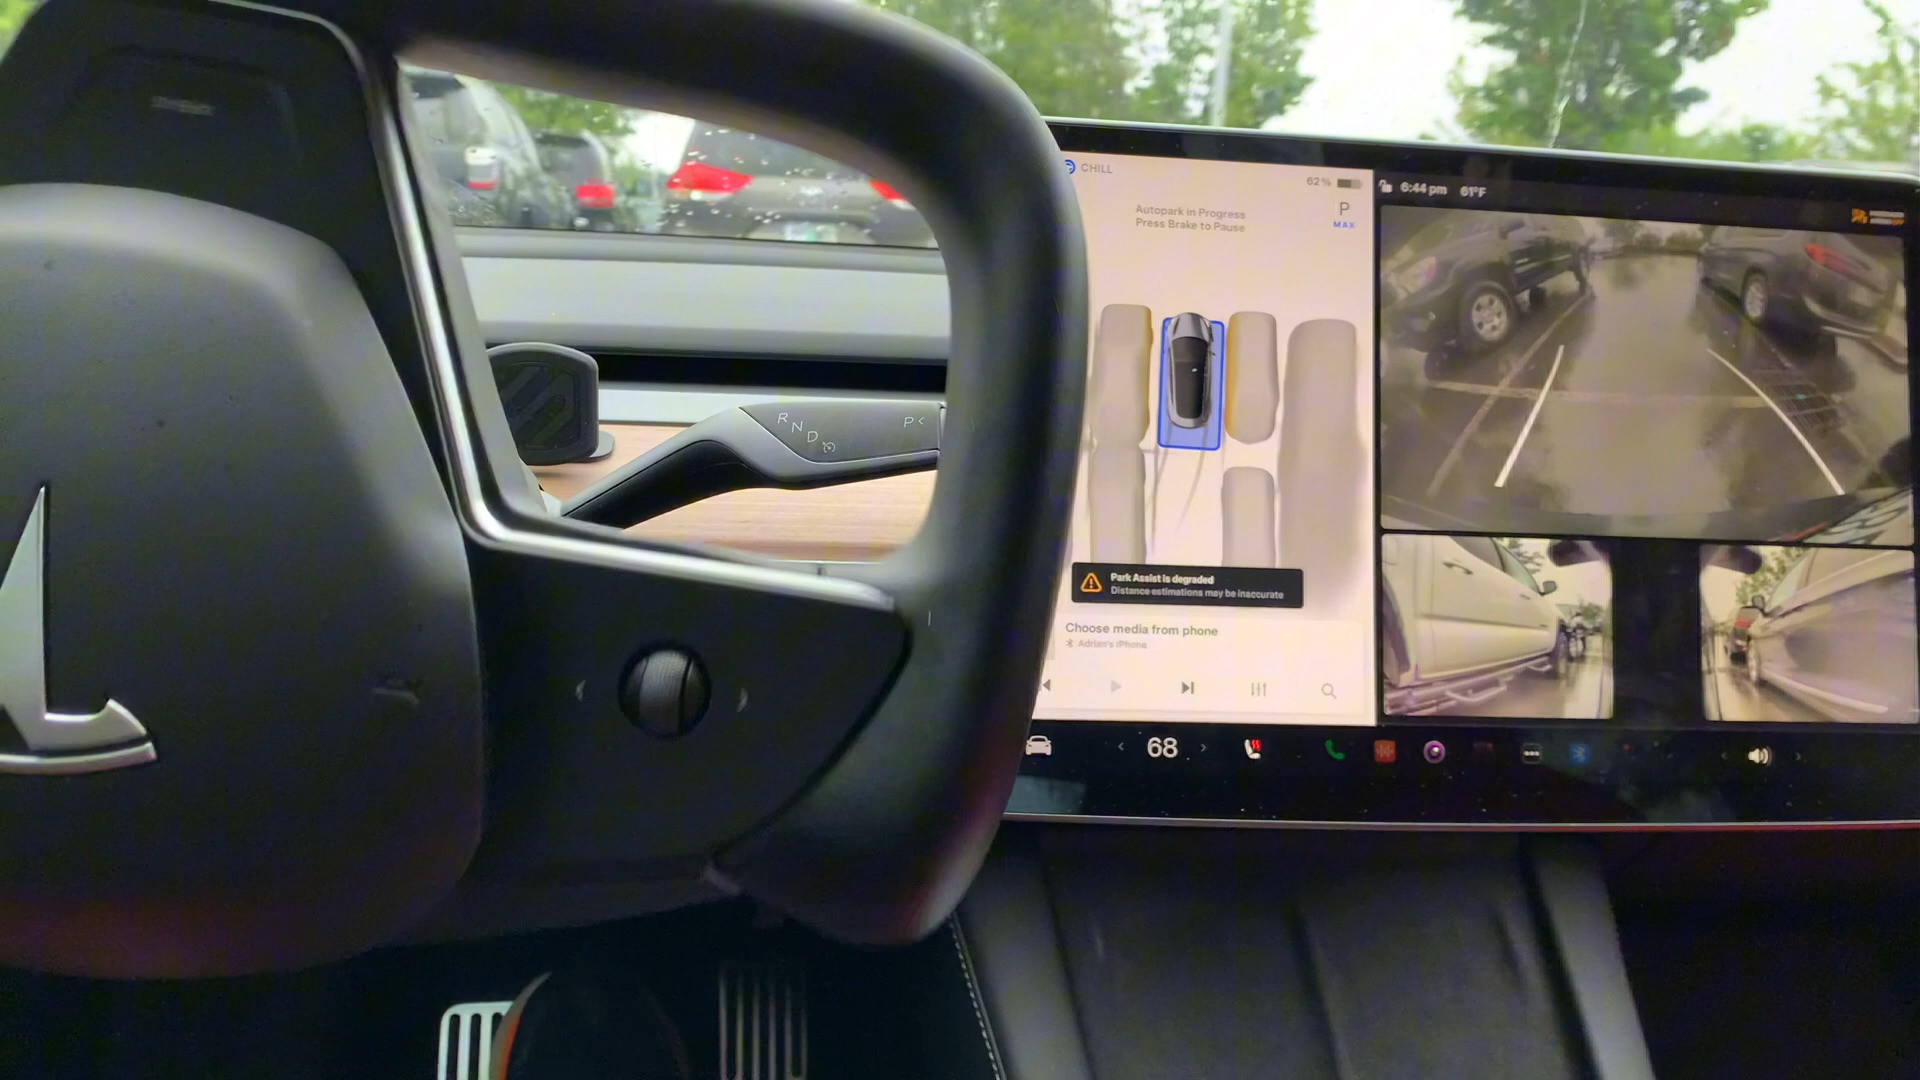 CHILL
62%
P
MAX
6:44 pm 61°F
Autopark in Progress
Press Brake to Pause
R
N
D
P<
Park Assist is degraded
Distance estimations may be inaccurate
Choose media from phone
Adrian's iPhone
< 68 >